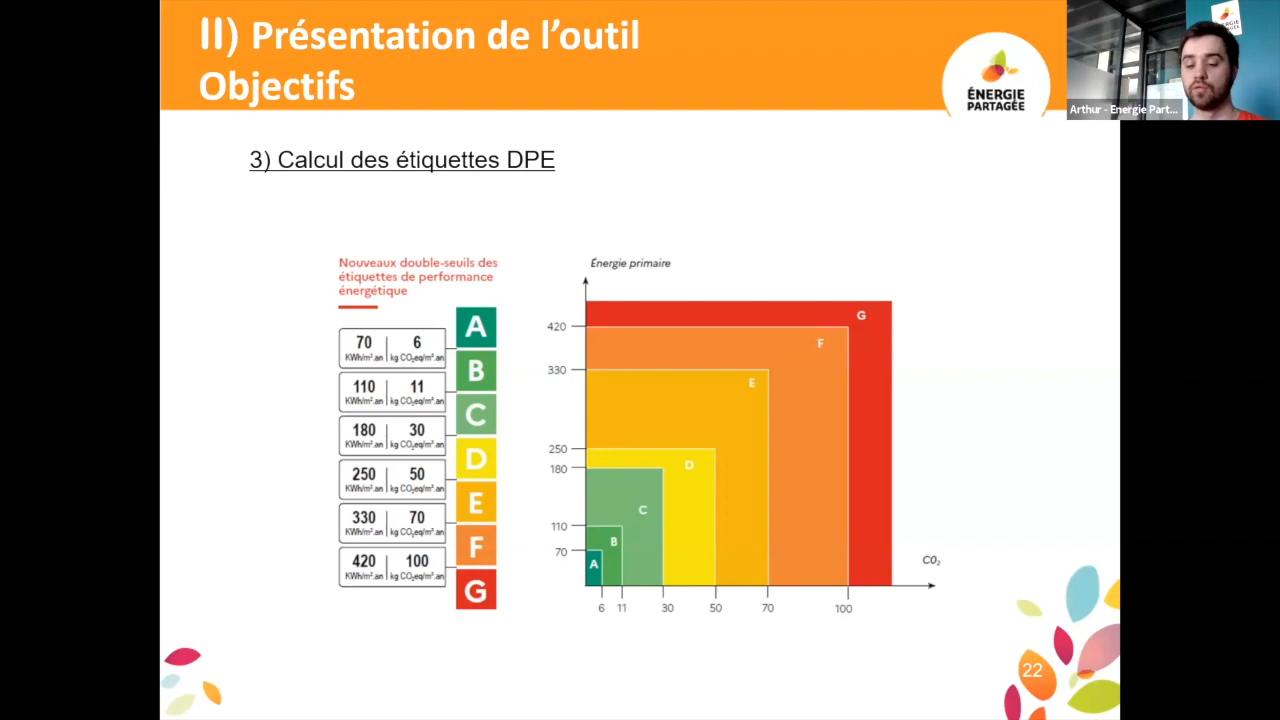 II) Présentation de l'outil
Objectifs
ÉNERGIE
PARTAGÉE
Arthur - Energie Part...
3) Calcul des étiquettes DPE
Nouveaux double-seuils des
étiquettes de performance
énergétique
A
70 | 6
KWh/m².an | kg CO₂eq/m².an
B
110 | 11
KWh/m².an | kg CO₂eq/m².an
C
180 | 30
KWh/m².an | kg CO₂eq/m².an
D
250 | 50
KWh/m².an | kg CO₂eq/m².an
E
330 | 70
KWh/m².an | kg CO₂eq/m².an
F
420 | 100
KWh/m².an | kg CO₂eq/m².an
G
Énergie primaire
420
330
250
180
110
70
G
F
E
D
C
B
A
C0₂
6 11 30 50 70 100
22